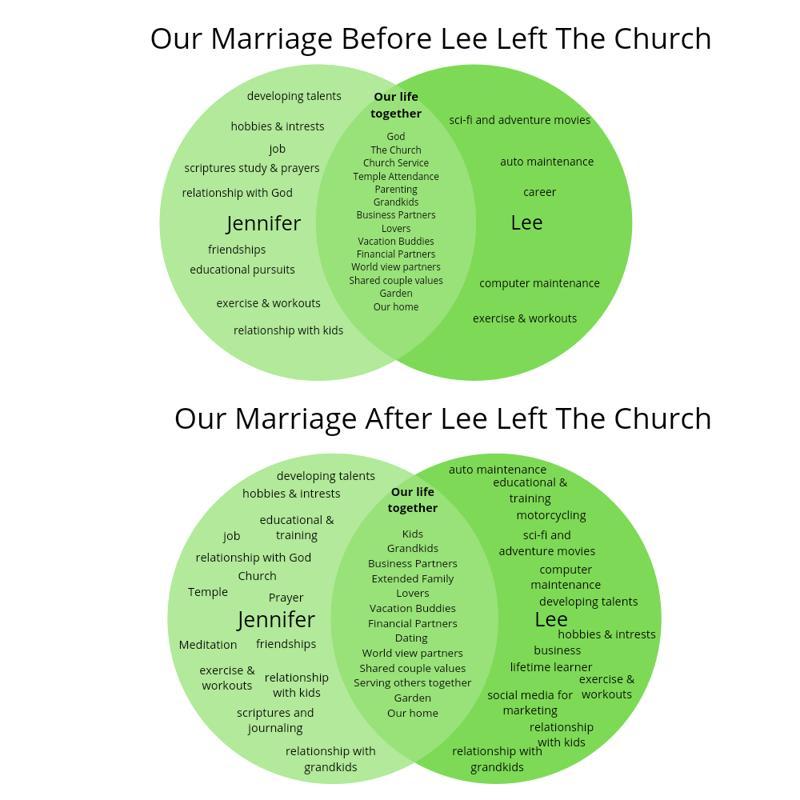 Our Marriage Before Lee Left The Church
developing talents
hobbies & intrests
job
scriptures study & prayers
relationship with God
Jennifer
friendships
educational pursuits
exercise & workouts
relationship with kids
Our life
together
God
The Church
Church Service
Temple Attendance
Parenting
Grandkids
Business Partners
Lovers
Vacation Buddies
Financial Partners
World view partners
Shared couple values
Garden
Our home
sci-fi and adventure movies
auto maintenance
career
Lee
computer maintenance
exercise & workouts
Our Marriage After Lee Left The Church
developing talents
hobbies & intrests
educational &
training
job
relationship with God
Church
Temple
Prayer
Jennifer
Meditation
friendships
exercise &
workouts
relationship
with kids
scriptures and
journaling
relationship with
grandkids
Our life
together
Kids
Grandkids
Business Partners
Extended Family
Lovers
Vacation Buddies
Financial Partners
Dating
World view partners
Shared couple values
Serving others together
Garden
Our home
auto maintenance
educational &
training
motorcycling
sci-fi and
adventure movies
computer
maintenance
developing talents
Lee
hobbies & intrests
business
lifetime learner
exercise &
workouts
social media for
marketing
relationship
with kids
relationship with
grandkids